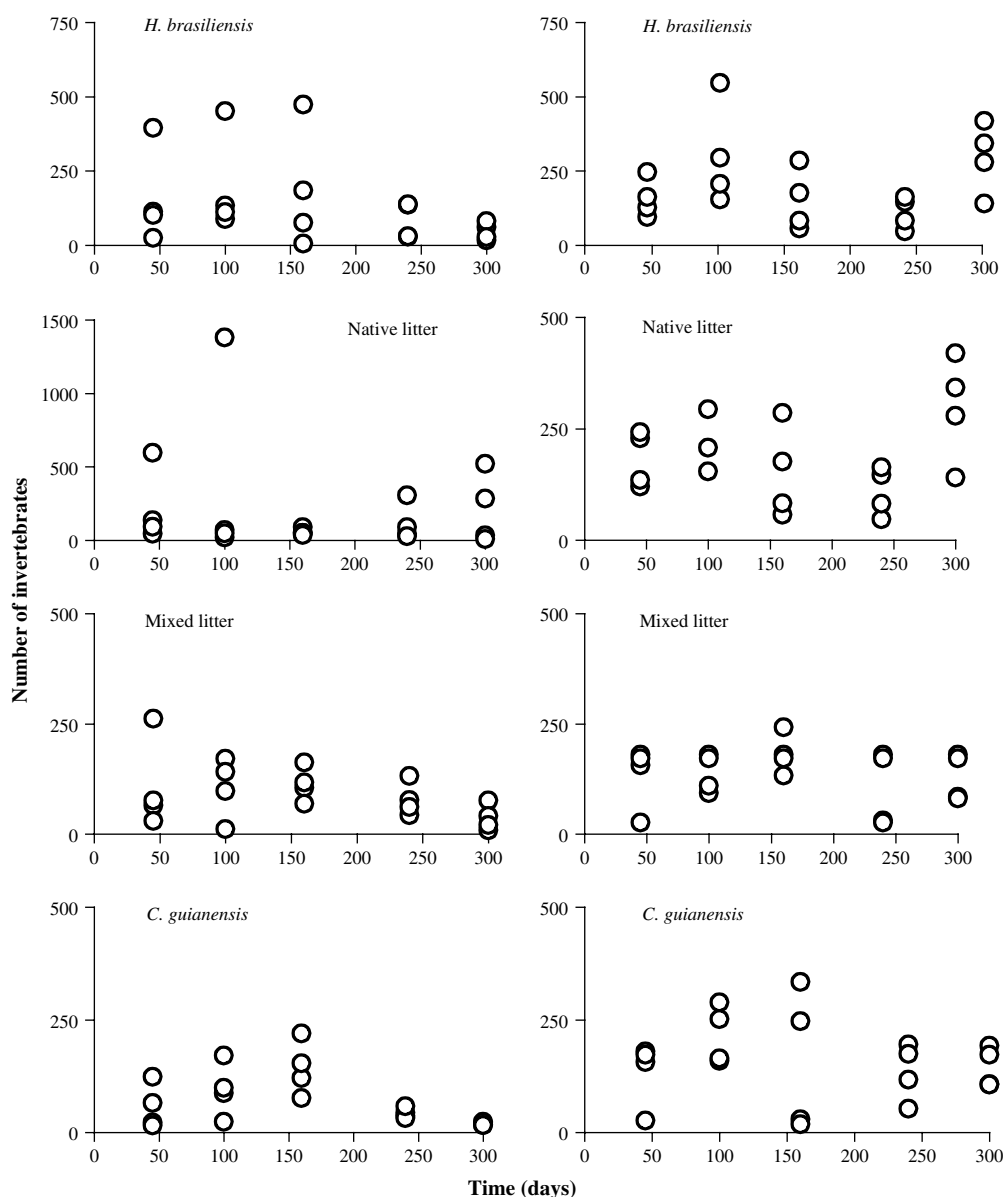 H. brasiliensis
750
500
250
0
0 50 100 150 200 250 300
H. brasiliensis
750
500
250
0
0 50 100 150 200 250 300
Native litter
1500
1000
500
0
0 50 100 150 200 250 300
Native litter
500
250
0
0 50 100 150 200 250 300
Number of invertebrates
Mixed litter
500
250
0
0 50 100 150 200 250 300
Mixed litter
500
250
0
0 50 100 150 200 250 300
C. guianensis
500
250
0
0 50 100 150 200 250 300
C. guianensis
500
250
0
0 50 100 150 200 250 300
Time (days)